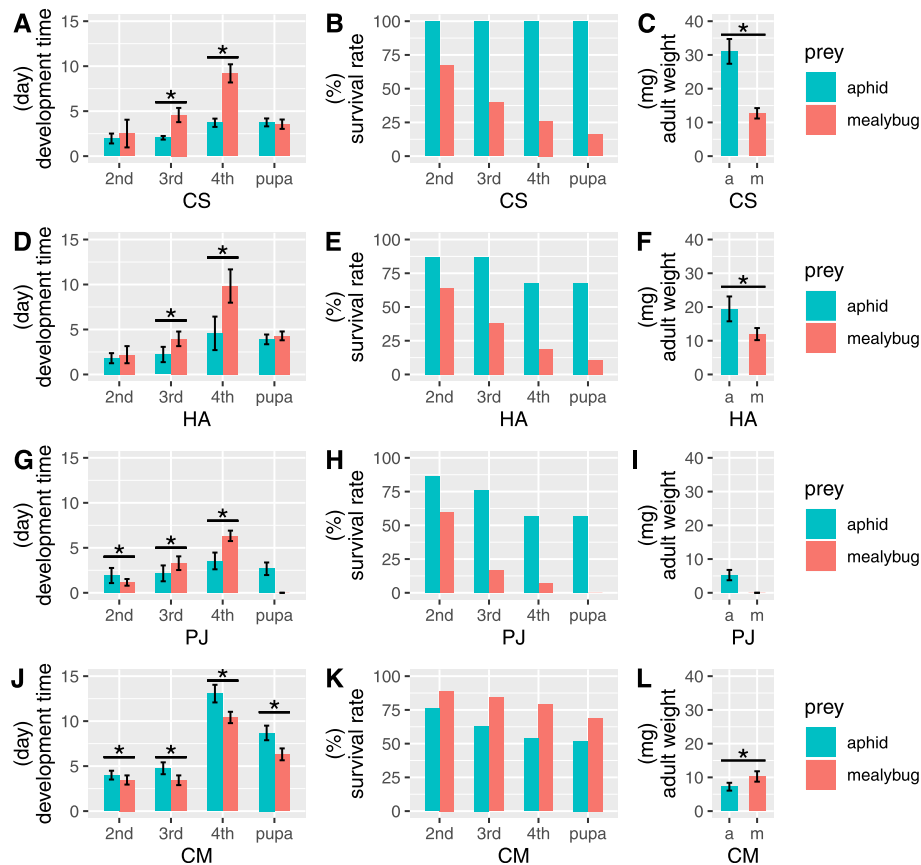 A
(day)
development time
15
10
5
0
*
*
2nd 3rd 4th pupa
CS
B
(%)
survival rate
100
75
50
25
0
2nd 3rd 4th pupa
CS
C
(mg)
adult weight
40
30
20
10
0
*
a m
CS
prey
aphid
mealybug
D
(day)
development time
15
10
5
0
*
*
2nd 3rd 4th pupa
HA
E
(%)
survival rate
100
75
50
25
0
2nd 3rd 4th pupa
HA
F
(mg)
adult weight
40
30
20
10
0
*
a m
HA
prey
aphid
mealybug
G
(day)
development time
15
10
5
0
*
*
*
2nd 3rd 4th pupa
PJ
H
(%)
survival rate
100
75
50
25
0
2nd 3rd 4th pupa
PJ
I
(mg)
adult weight
40
30
20
10
0
a m
PJ
prey
aphid
mealybug
J
(day)
development time
15
10
5
0
*
*
*
*
2nd 3rd 4th pupa
CM
K
(%)
survival rate
100
75
50
25
0
2nd 3rd 4th pupa
CM
L
(mg)
adult weight
40
30
20
10
0
*
a m
CM
prey
aphid
mealybug